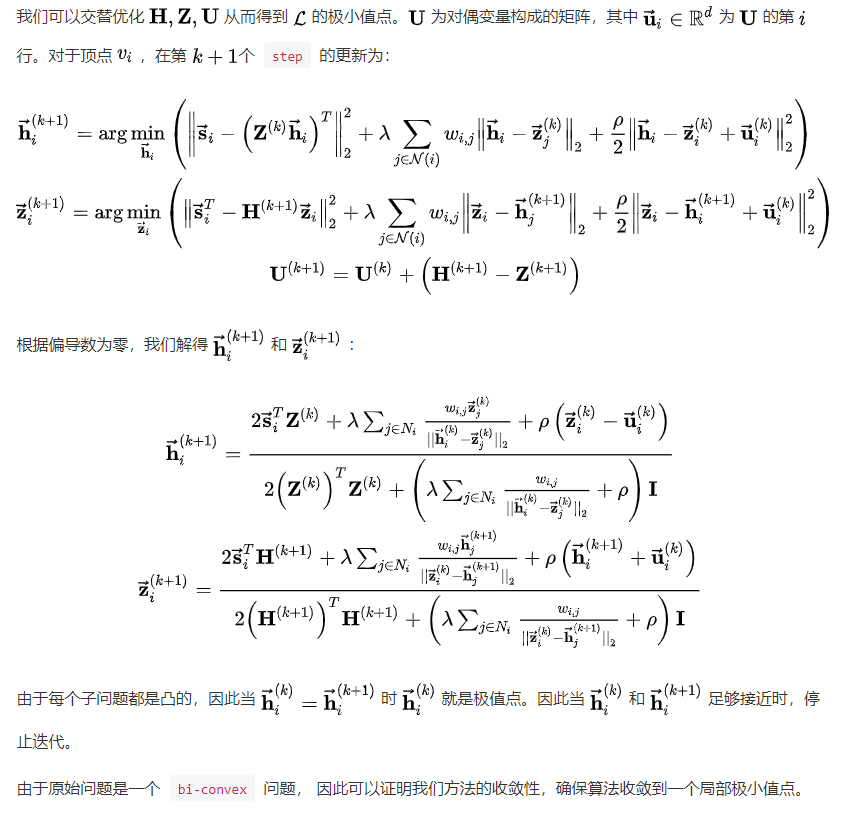 我们可以交替优化 $\mathbf{H}, \mathbf{Z}, \mathbf{U}$ 从而得到 $\mathcal{L}$ 的极小值点。$\mathbf{U}$ 为对偶变量构成的矩阵，其中 $\vec{\mathbf{u}}_i \in \mathbb{R}^d$ 为 $\mathbf{U}$ 的第 $i$
行。对于顶点 $v_i$ ，在第 $k+1$个 step 的更新为：
$\vec{\mathbf{h}}_i^{(k+1)} = \arg\min_{\vec{\mathbf{h}}_i} \left( \left\| \vec{\mathbf{s}}_i - \left( \mathbf{Z}^{(k)} \vec{\mathbf{h}}_i \right)^T \right\|_2^2 + \lambda \sum_{j \in \mathcal{N}(i)} w_{i,j} \left\| \vec{\mathbf{h}}_i - \vec{\mathbf{z}}_j^{(k)} \right\|_2 + \frac{\rho}{2} \left\| \vec{\mathbf{h}}_i - \vec{\mathbf{z}}_i^{(k)} + \vec{\mathbf{u}}_i^{(k)} \right\|_2^2 \right)$
$\vec{\mathbf{z}}_i^{(k+1)} = \arg\min_{\vec{\mathbf{z}}_i} \left( \left\| \vec{\mathbf{s}}_i^T - \mathbf{H}^{(k+1)} \vec{\mathbf{z}}_i \right\|_2^2 + \lambda \sum_{j \in \mathcal{N}(i)} w_{i,j} \left\| \vec{\mathbf{z}}_i - \vec{\mathbf{h}}_j^{(k+1)} \right\|_2 + \frac{\rho}{2} \left\| \vec{\mathbf{z}}_i - \vec{\mathbf{h}}_i^{(k+1)} + \vec{\mathbf{u}}_i^{(k)} \right\|_2^2 \right)$
$\mathbf{U}^{(k+1)} = \mathbf{U}^{(k)} + \left( \mathbf{H}^{(k+1)} - \mathbf{Z}^{(k+1)} \right)$
根据偏导数为零，我们解得 $\vec{\mathbf{h}}_i^{(k+1)}$ 和 $\vec{\mathbf{z}}_i^{(k+1)}$ ：
$\vec{\mathbf{h}}_i^{(k+1)} = \frac{2\vec{\mathbf{s}}_i^T \mathbf{Z}^{(k)} + \lambda \sum_{j \in N_i} \frac{w_{i,j} \vec{\mathbf{z}}_j^{(k)}}{||\vec{\mathbf{h}}_i^{(k)} - \vec{\mathbf{z}}_j^{(k)}||_2} + \rho \left( \vec{\mathbf{z}}_i^{(k)} - \vec{\mathbf{u}}_i^{(k)} \right)}{2 \left( \mathbf{Z}^{(k)} \right)^T \mathbf{Z}^{(k)} + \left( \lambda \sum_{j \in N_i} \frac{w_{i,j}}{||\vec{\mathbf{h}}_i^{(k)} - \vec{\mathbf{z}}_j^{(k)}||_2} + \rho \right) \mathbf{I}}$
$\vec{\mathbf{z}}_i^{(k+1)} = \frac{2\vec{\mathbf{s}}_i^T \mathbf{H}^{(k+1)} + \lambda \sum_{j \in N_i} \frac{w_{i,j} \vec{\mathbf{h}}_j^{(k+1)}}{||\vec{\mathbf{z}}_i^{(k)} - \vec{\mathbf{h}}_j^{(k+1)}||_2} + \rho \left( \vec{\mathbf{h}}_i^{(k+1)} + \vec{\mathbf{u}}_i^{(k)} \right)}{2 \left( \mathbf{H}^{(k+1)} \right)^T \mathbf{H}^{(k+1)} + \left( \lambda \sum_{j \in N_i} \frac{w_{i,j}}{||\vec{\mathbf{z}}_i^{(k)} - \vec{\mathbf{h}}_j^{(k+1)}||_2} + \rho \right) \mathbf{I}}$
由于每个子问题都是凸的，因此当 $\vec{\mathbf{h}}_i^{(k)} = \vec{\mathbf{h}}_i^{(k+1)}$ 时 $\vec{\mathbf{h}}_i^{(k)}$ 就是极值点。因此当 $\vec{\mathbf{h}}_i^{(k)}$ 和 $\vec{\mathbf{h}}_i^{(k+1)}$ 足够接近时，停
止迭代。
由于原始问题是一个 bi-convex 问题， 因此可以证明我们方法的收敛性，确保算法收敛到一个局部极小值点。